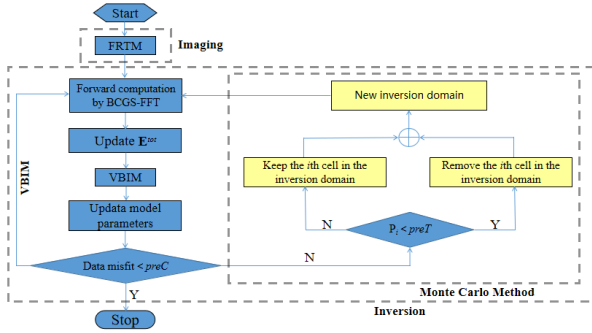 Start
FRTM
Imaging
Forward computation
by BCGS-FFT
New inversion domain
Update E^tot
Keep the ith cell in the
inversion domain
Remove the ith cell in the
inversion domain
VBIM
VBIM
Updata model
parameters
N
P_i < preT
Y
Data misfit < preC
N
Y
Monte Carlo Method
Inversion
Stop